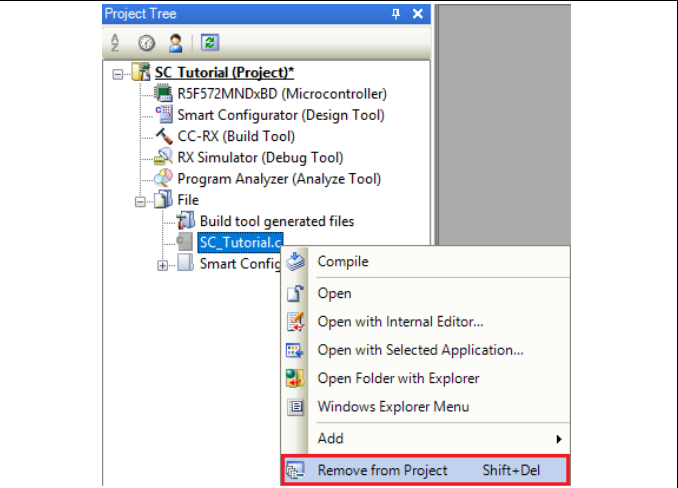 Project Tree
SC_Tutorial (Project)*
R5F572MNDxBD (Microcontroller)
Smart Configurator (Design Tool)
CC-RX (Build Tool)
RX Simulator (Debug Tool)
Program Analyzer (Analyze Tool)
File
Build tool generated files
SC_Tutorial.c
Smart Config
Compile
Open
Open with Internal Editor...
Open with Selected Application...
Open Folder with Explorer
Windows Explorer Menu
Add
Remove from Project Shift+Del